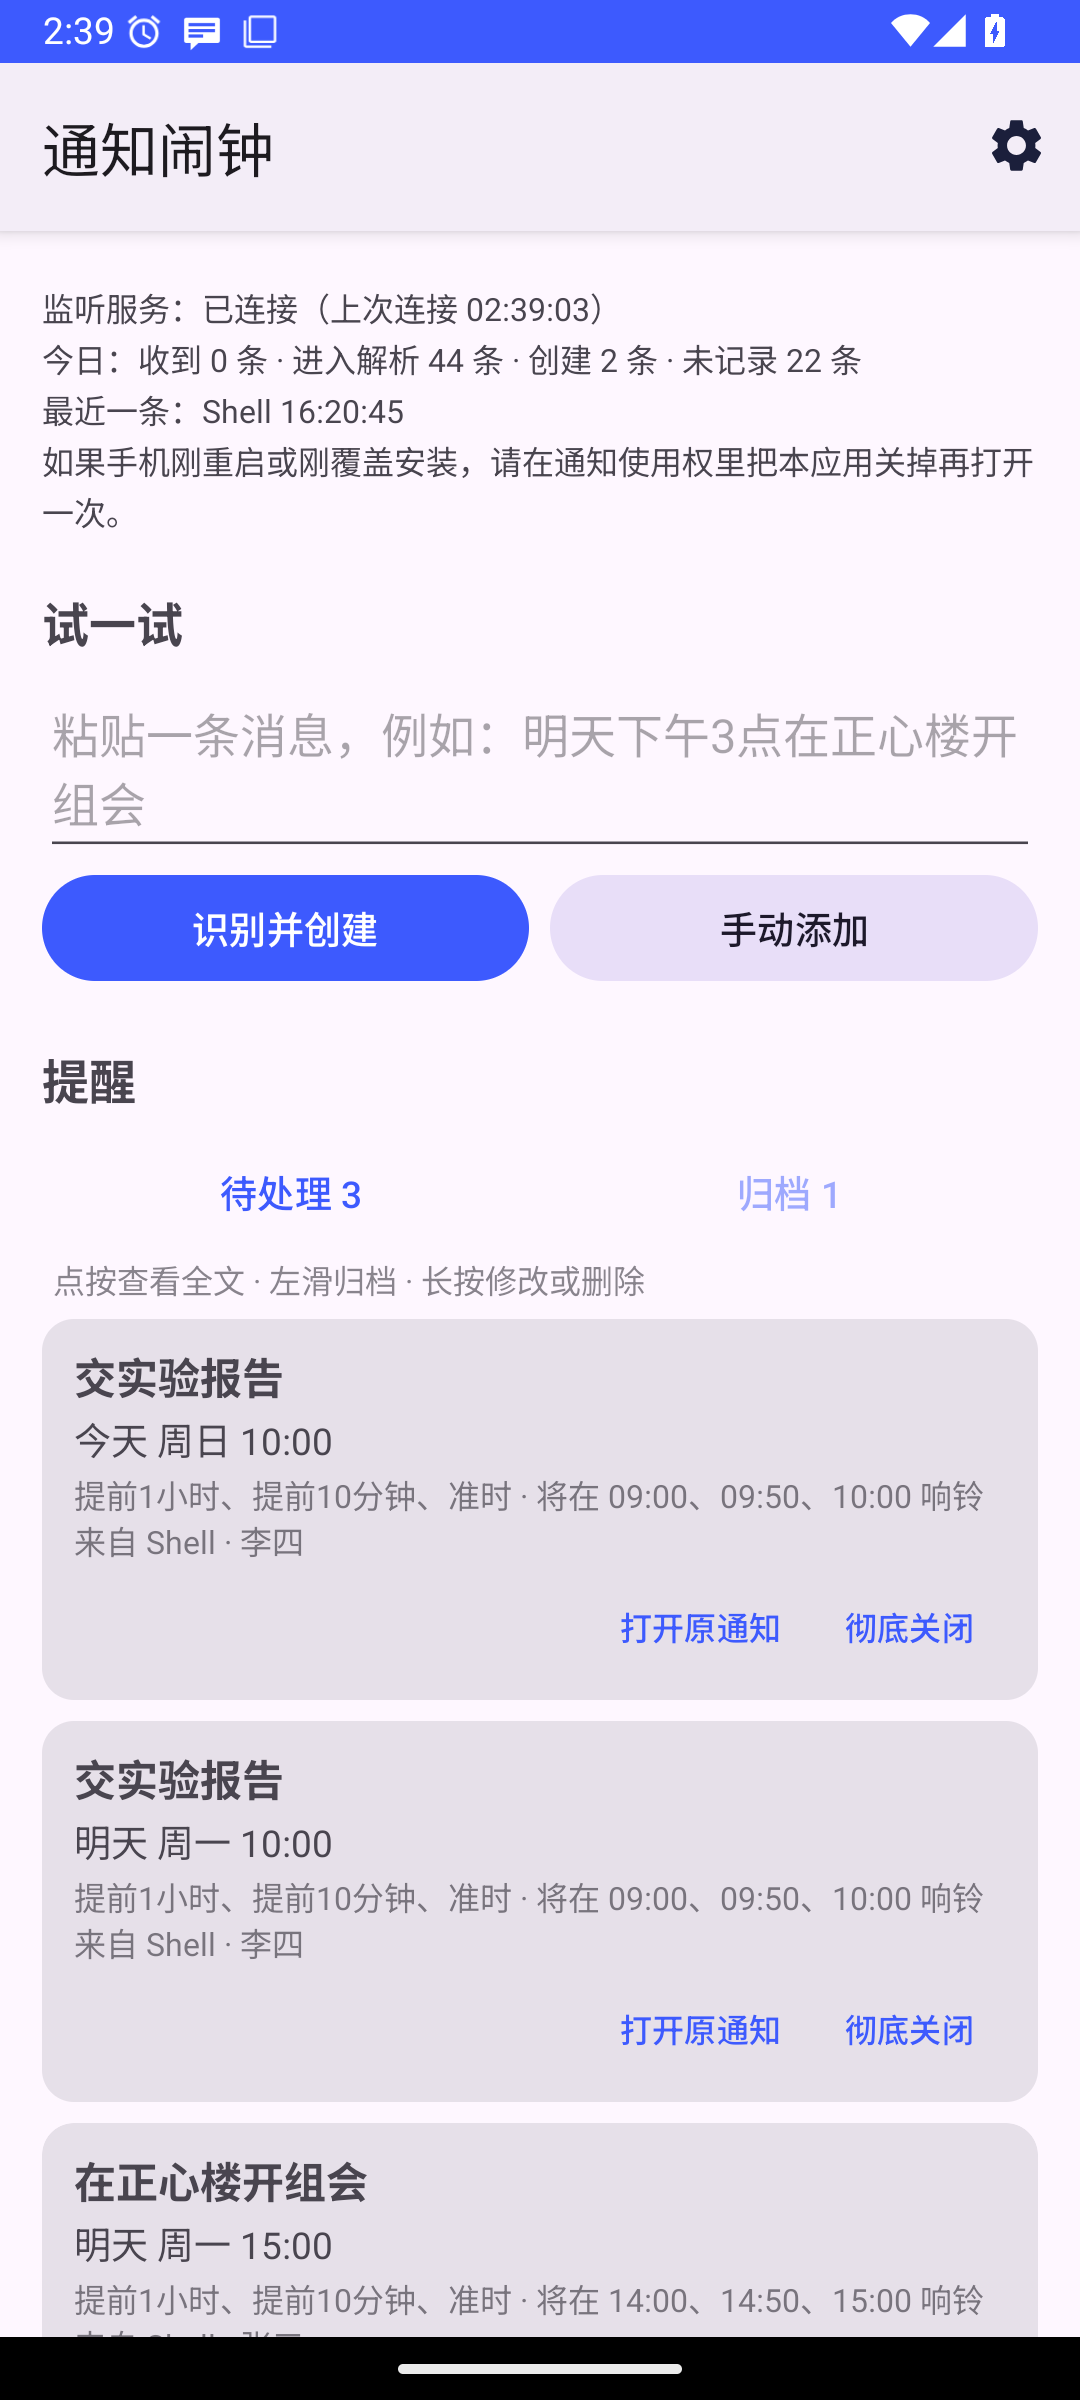 2:39
通知闹钟
监听服务：已连接（上次连接 02:39:03）
今日：收到 0 条 · 进入解析 44 条 · 创建 2 条 · 未记录 22 条
最近一条：Shell 16:20:45
如果手机刚重启或刚覆盖安装，请在通知使用权里把本应用关掉再打开
一次。
试一试
粘贴一条消息，例如：明天下午3点在正心楼开
组会
识别并创建
手动添加
提醒
待处理 3
归档 1
点按查看全文 · 左滑归档 · 长按修改或删除
交实验报告
今天 周日 10:00
提前1小时、提前10分钟、准时 · 将在 09:00、09:50、10:00 响铃
来自 Shell · 李四
打开原通知
彻底关闭
交实验报告
明天 周一 10:00
提前1小时、提前10分钟、准时 · 将在 09:00、09:50、10:00 响铃
来自 Shell · 李四
打开原通知
彻底关闭
在正心楼开组会
明天 周一 15:00
提前1小时、提前10分钟、准时 · 将在 14:00、14:50、15:00 响铃